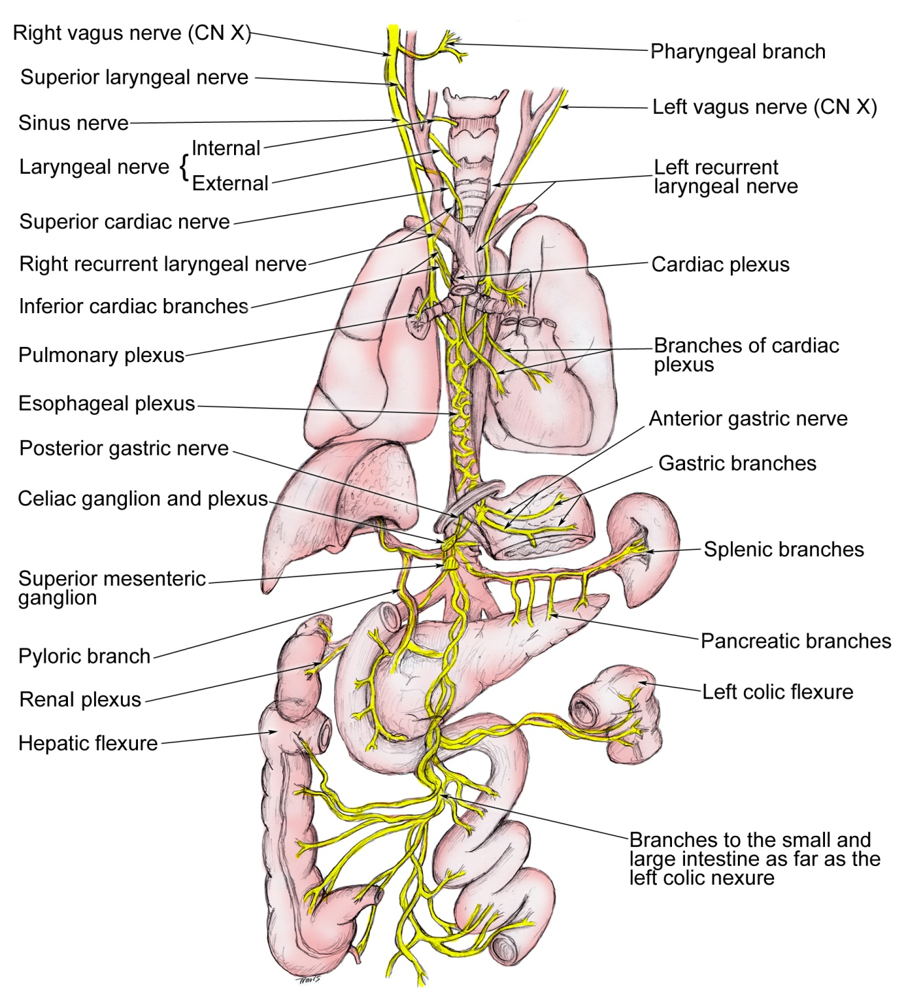 Right vagus nerve (CN X)
Superior laryngeal nerve
Sinus nerve
Laryngeal nerve {
Internal
External
Superior cardiac nerve
Right recurrent laryngeal nerve
Inferior cardiac branches
Pulmonary plexus
Esophageal plexus
Posterior gastric nerve
Celiac ganglion and plexus
Superior mesenteric
ganglion
Pyloric branch
Renal plexus
Hepatic flexure
Pharyngeal branch
Left vagus nerve (CN X)
Left recurrent
laryngeal nerve
Cardiac plexus
Branches of cardiac
plexus
Anterior gastric nerve
Gastric branches
Splenic branches
Pancreatic branches
Left colic flexure
Branches to the small and
large intestine as far as the
left colic nexure
Travis